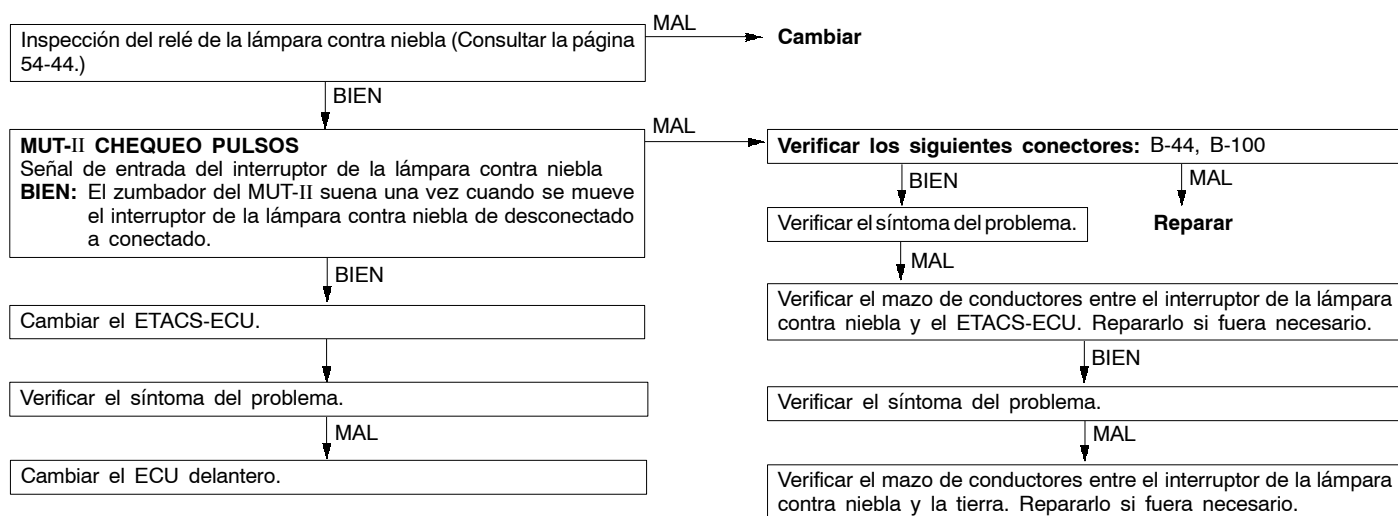 Inspección del relé de la lámpara contra niebla (Consultar la página
54-44.)
MAL
Cambiar
BIEN
MUT-II CHEQUEO PULSOS
Señal de entrada del interruptor de la lámpara contra niebla
BIEN: El zumbador del MUT-II suena una vez cuando se mueve
el interruptor de la lámpara contra niebla de desconectado
a conectado.
MAL
Verificar los siguientes conectores: B-44, B-100
BIEN
MAL
Verificar el síntoma del problema.
Reparar
MAL
Verificar el mazo de conductores entre el interruptor de la lámpara
contra niebla y el ETACS-ECU. Repararlo si fuera necesario.
BIEN
Verificar el síntoma del problema.
MAL
Verificar el mazo de conductores entre el interruptor de la lámpara
contra niebla y la tierra. Repararlo si fuera necesario.
BIEN
Cambiar el ETACS-ECU.
Verificar el síntoma del problema.
MAL
Cambiar el ECU delantero.